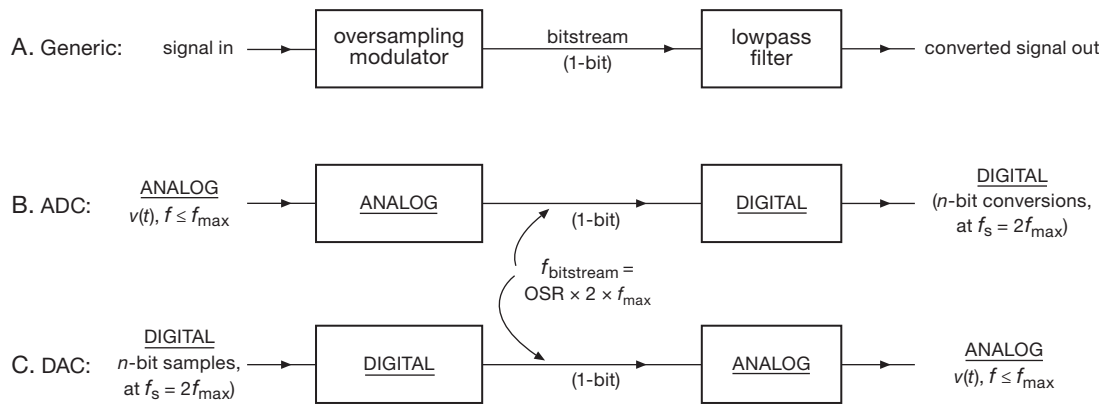 A. Generic:
signal in
oversampling
modulator
bitstream
(1-bit)
lowpass
filter
converted signal out
B. ADC:
ANALOG
v(t), f ≤ fmax
ANALOG
(1-bit)
DIGITAL
DIGITAL
(n-bit conversions,
at fs = 2fmax)
fbitstream =
OSR × 2 × fmax
C. DAC:
DIGITAL
n-bit samples,
at fs = 2fmax)
DIGITAL
(1-bit)
ANALOG
ANALOG
v(t), f ≤ fmax